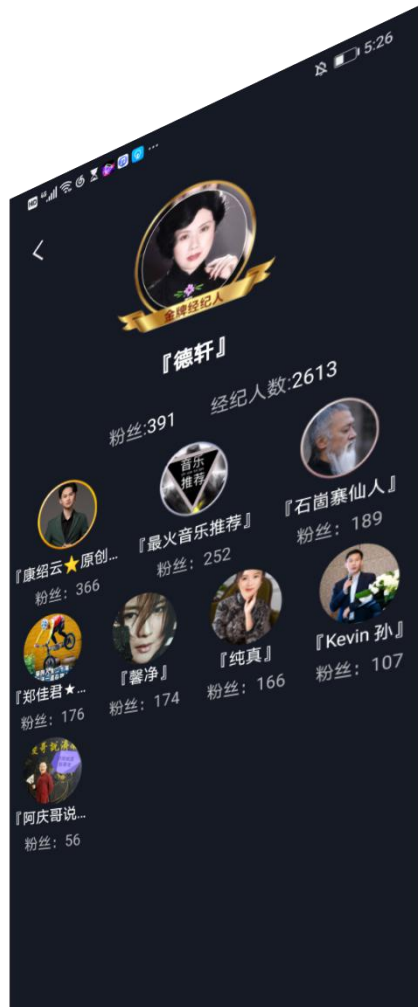 HD 4G 5:26
金牌经纪人
『德轩』
粉丝:391 经纪人数:2613
音乐
推荐
『康绍云⭐原创... 『最火音乐推荐』 『石崮寨仙人』
粉丝：366 粉丝：252 粉丝：189
『郑佳君★... 『馨净』 『纯真』 『Kevin 孙』
粉丝：176 粉丝：174 粉丝：166 粉丝：107
『阿庆哥说...
粉丝：56